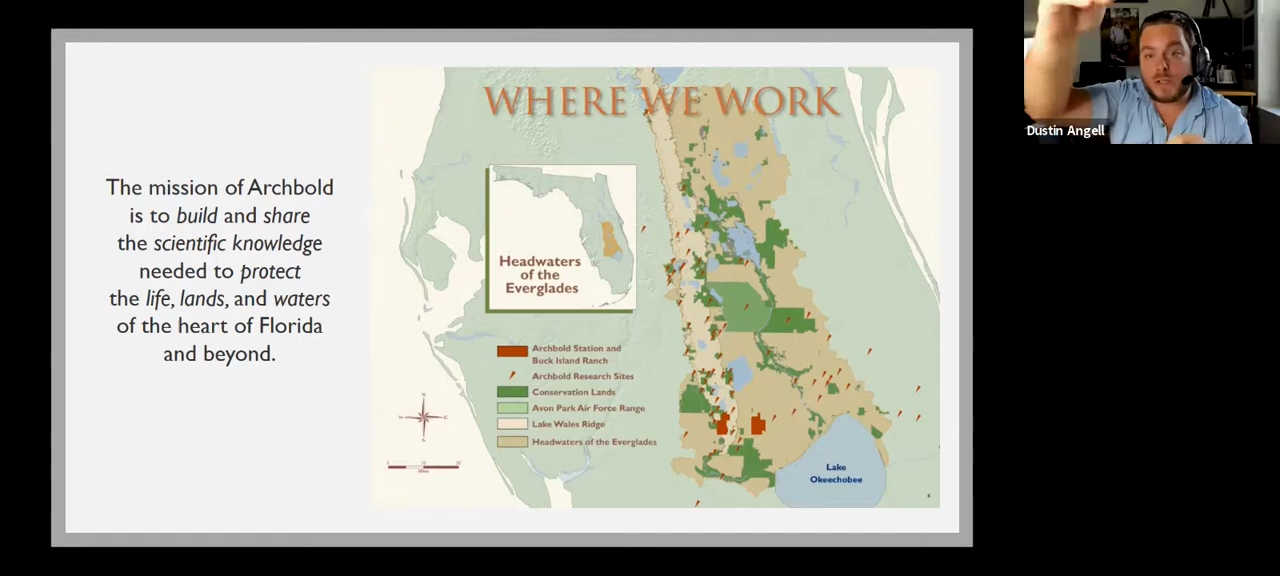 The mission of Archbold
is to build and share
the scientific knowledge
needed to protect
the life, lands, and waters
of the heart of Florida
and beyond.
WHERE WE WORK
Headwaters
of the
Everglades
Archbold Station and
Buck Island Ranch
Archbold Research Sites
Conservation Lands
Avon Park Air Force Range
Lake Wales Ridge
Headwaters of the Everglades
Lake
Okeechobee
4
Dustin Angell